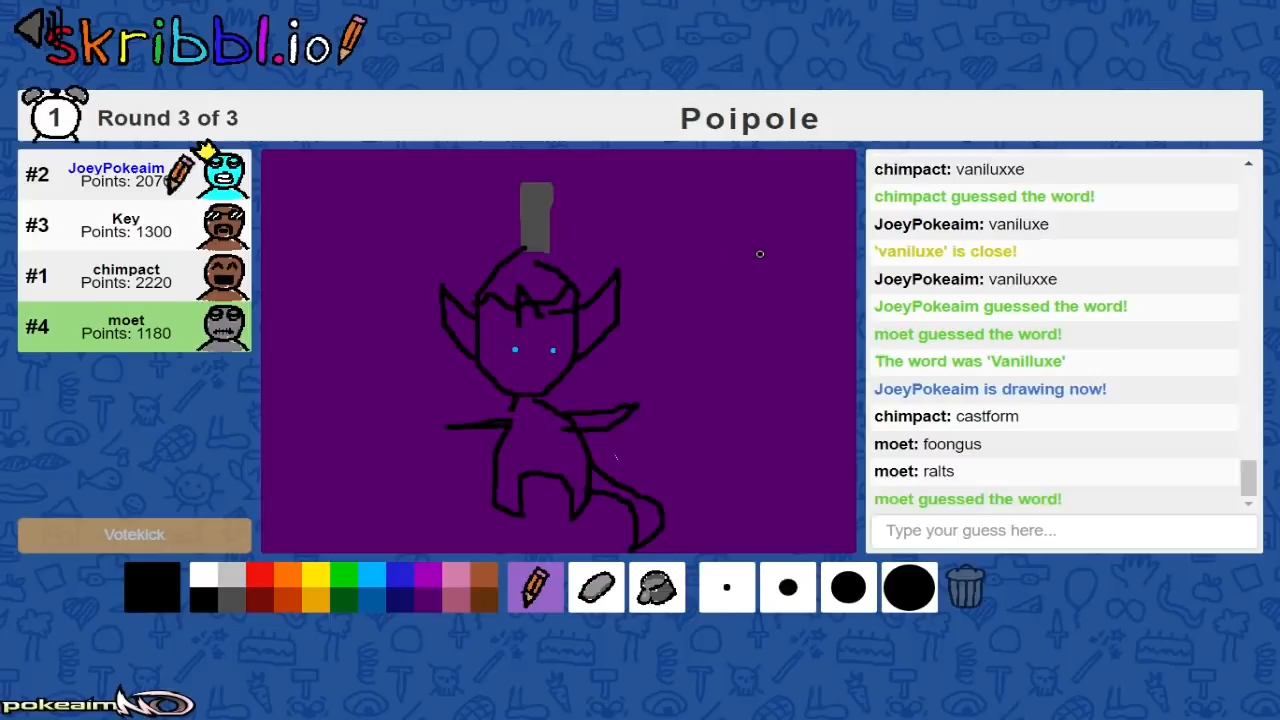 skribbl.io
1
Round 3 of 3
Poipole
#2
JoeyPokeaim
Points: 2076
#3
Key
Points: 1300
#1
chimpact
Points: 2220
#4
moet
Points: 1180
Votekick
chimpact: vaniluxxe
chimpact guessed the word!
JoeyPokeaim: vaniluxe
'vaniluxe' is close!
JoeyPokeaim: vaniluxxe
JoeyPokeaim guessed the word!
moet guessed the word!
The word was 'Vanilluxe'
JoeyPokeaim is drawing now!
chimpact: castform
moet: foongus
moet: ralts
moet guessed the word!
Type your guess here...
pokeaimMD